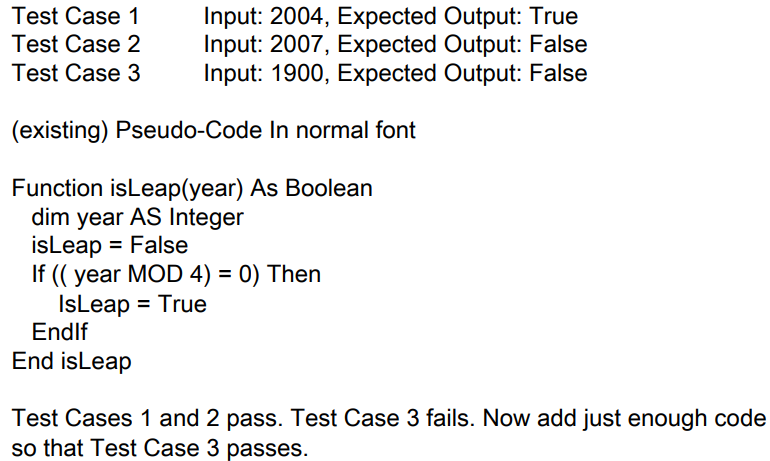 Test Case 1 Input: 2004, Expected Output: True
Test Case 2 Input: 2007, Expected Output: False
Test Case 3 Input: 1900, Expected Output: False
(existing) Pseudo-Code In normal font
Function isLeap(year) As Boolean
dim year AS Integer
isLeap = False
If (( year MOD 4) = 0) Then
IsLeap = True
EndIf
End isLeap
Test Cases 1 and 2 pass. Test Case 3 fails. Now add just enough code
so that Test Case 3 passes.